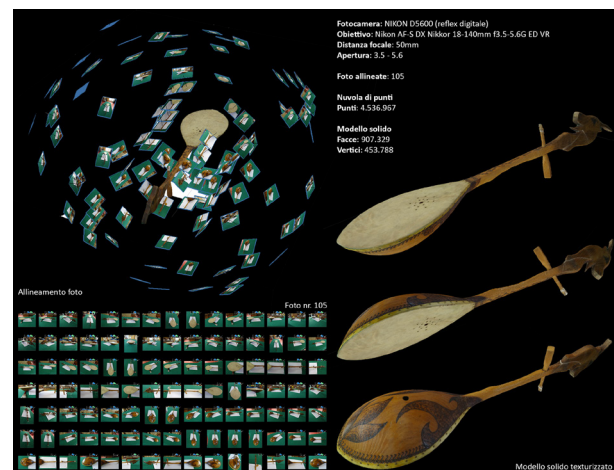 Fotocamera: NIKON D5600 (reflex digitale)
Obiettivo: Nikon AF-S DX Nikkor 18-140mm f3.5-5.6G ED VR
Distanza focale: 50mm
Apertura: 3.5 - 5.6
Foto allineate: 105
Nuvola di punti
Punti: 4.536.967
Modello solido
Facce: 907.329
Vertici: 453.788
Allineamento foto
Foto nr. 105
Modello solido texturizzato